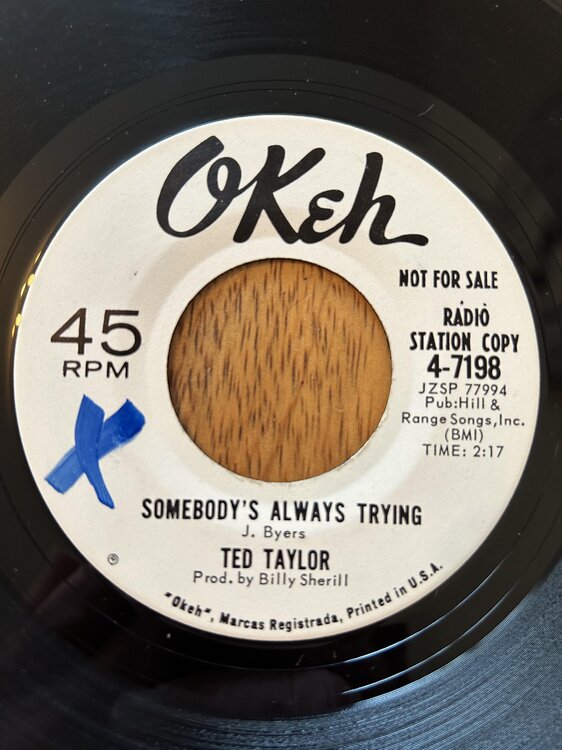 OKeh
NOT FOR SALE
RADIO
STATION COPY
4-7198
JZSP 77994
Pub:Hill &
Range Songs, Inc.
(BMI)
TIME: 2:17
45
RPM
X
SOMEBODY'S ALWAYS TRYING
J. Byers
TED TAYLOR
Prod. by Billy Sherill
℗
"Okeh", Marcas Registrada, Printed in U.S.A.